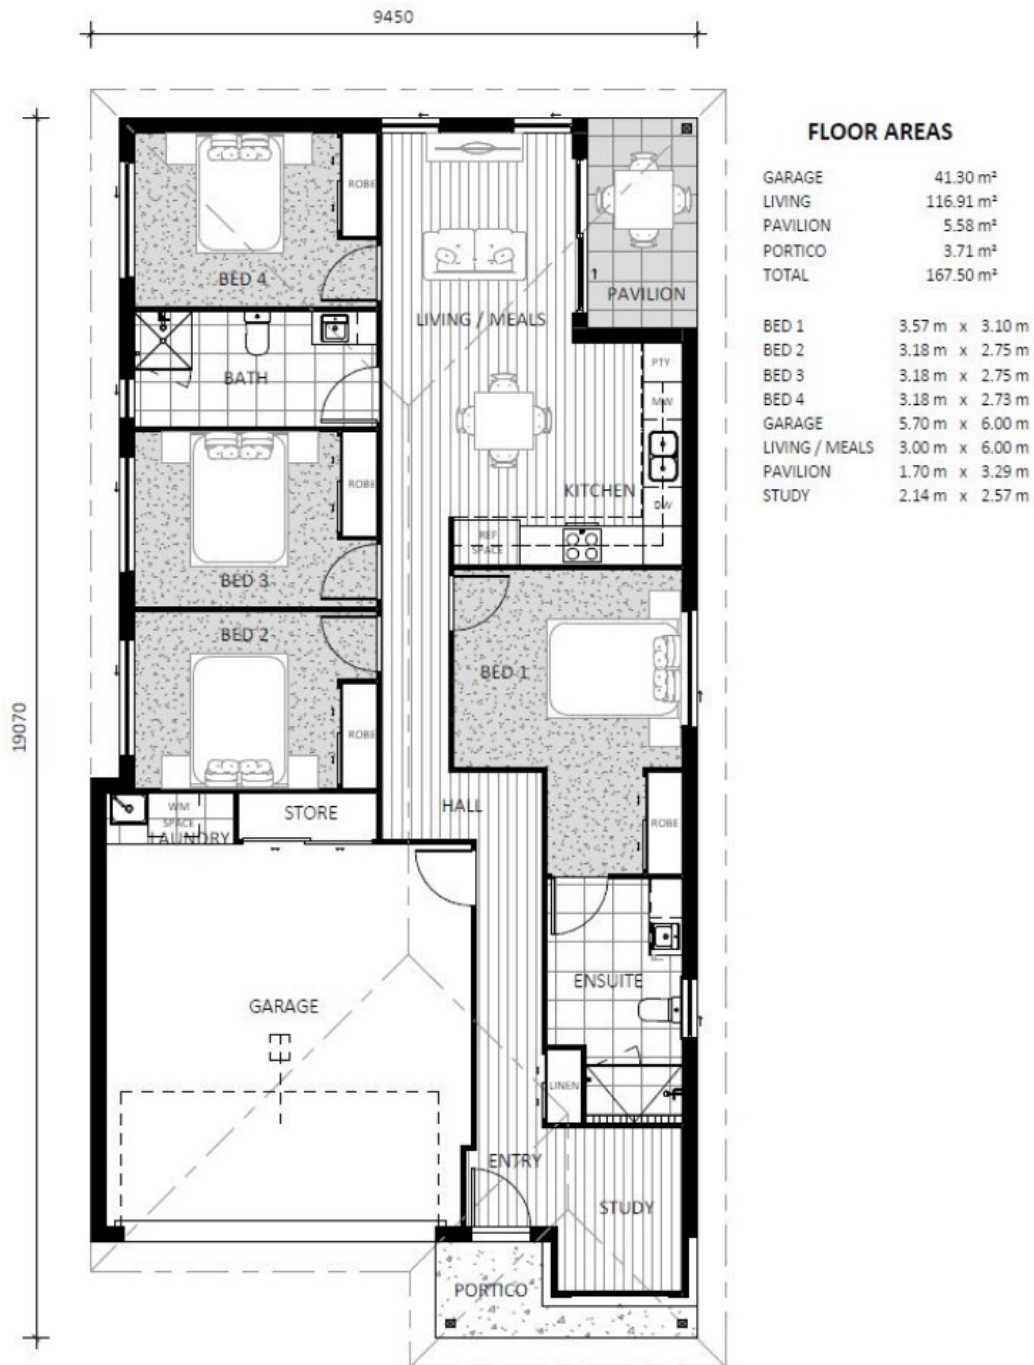 9450
19070
FLOOR AREAS
GARAGE 41.30 m²
LIVING 116.91 m²
PAVILION 5.58 m²
PORTICO 3.71 m²
TOTAL 167.50 m²
BED 1 3.57 m x 3.10 m
BED 2 3.18 m x 2.75 m
BED 3 3.18 m x 2.75 m
BED 4 3.18 m x 2.73 m
GARAGE 5.70 m x 6.00 m
LIVING / MEALS 3.00 m x 6.00 m
PAVILION 1.70 m x 3.29 m
STUDY 2.14 m x 2.57 m
ROBE
BED 4
1
PAVILION
LIVING / MEALS
BATH
PTY
MW
ROBE
KITCHEN
DW
REF
SPACE
BED 3
BED 2
BED 1
ROBE
WM
SPACE
LAUNDRY
STORE
HALL
ROBE
ENSUITE
GARAGE
LINEN
ENTRY
STUDY
PORTICO